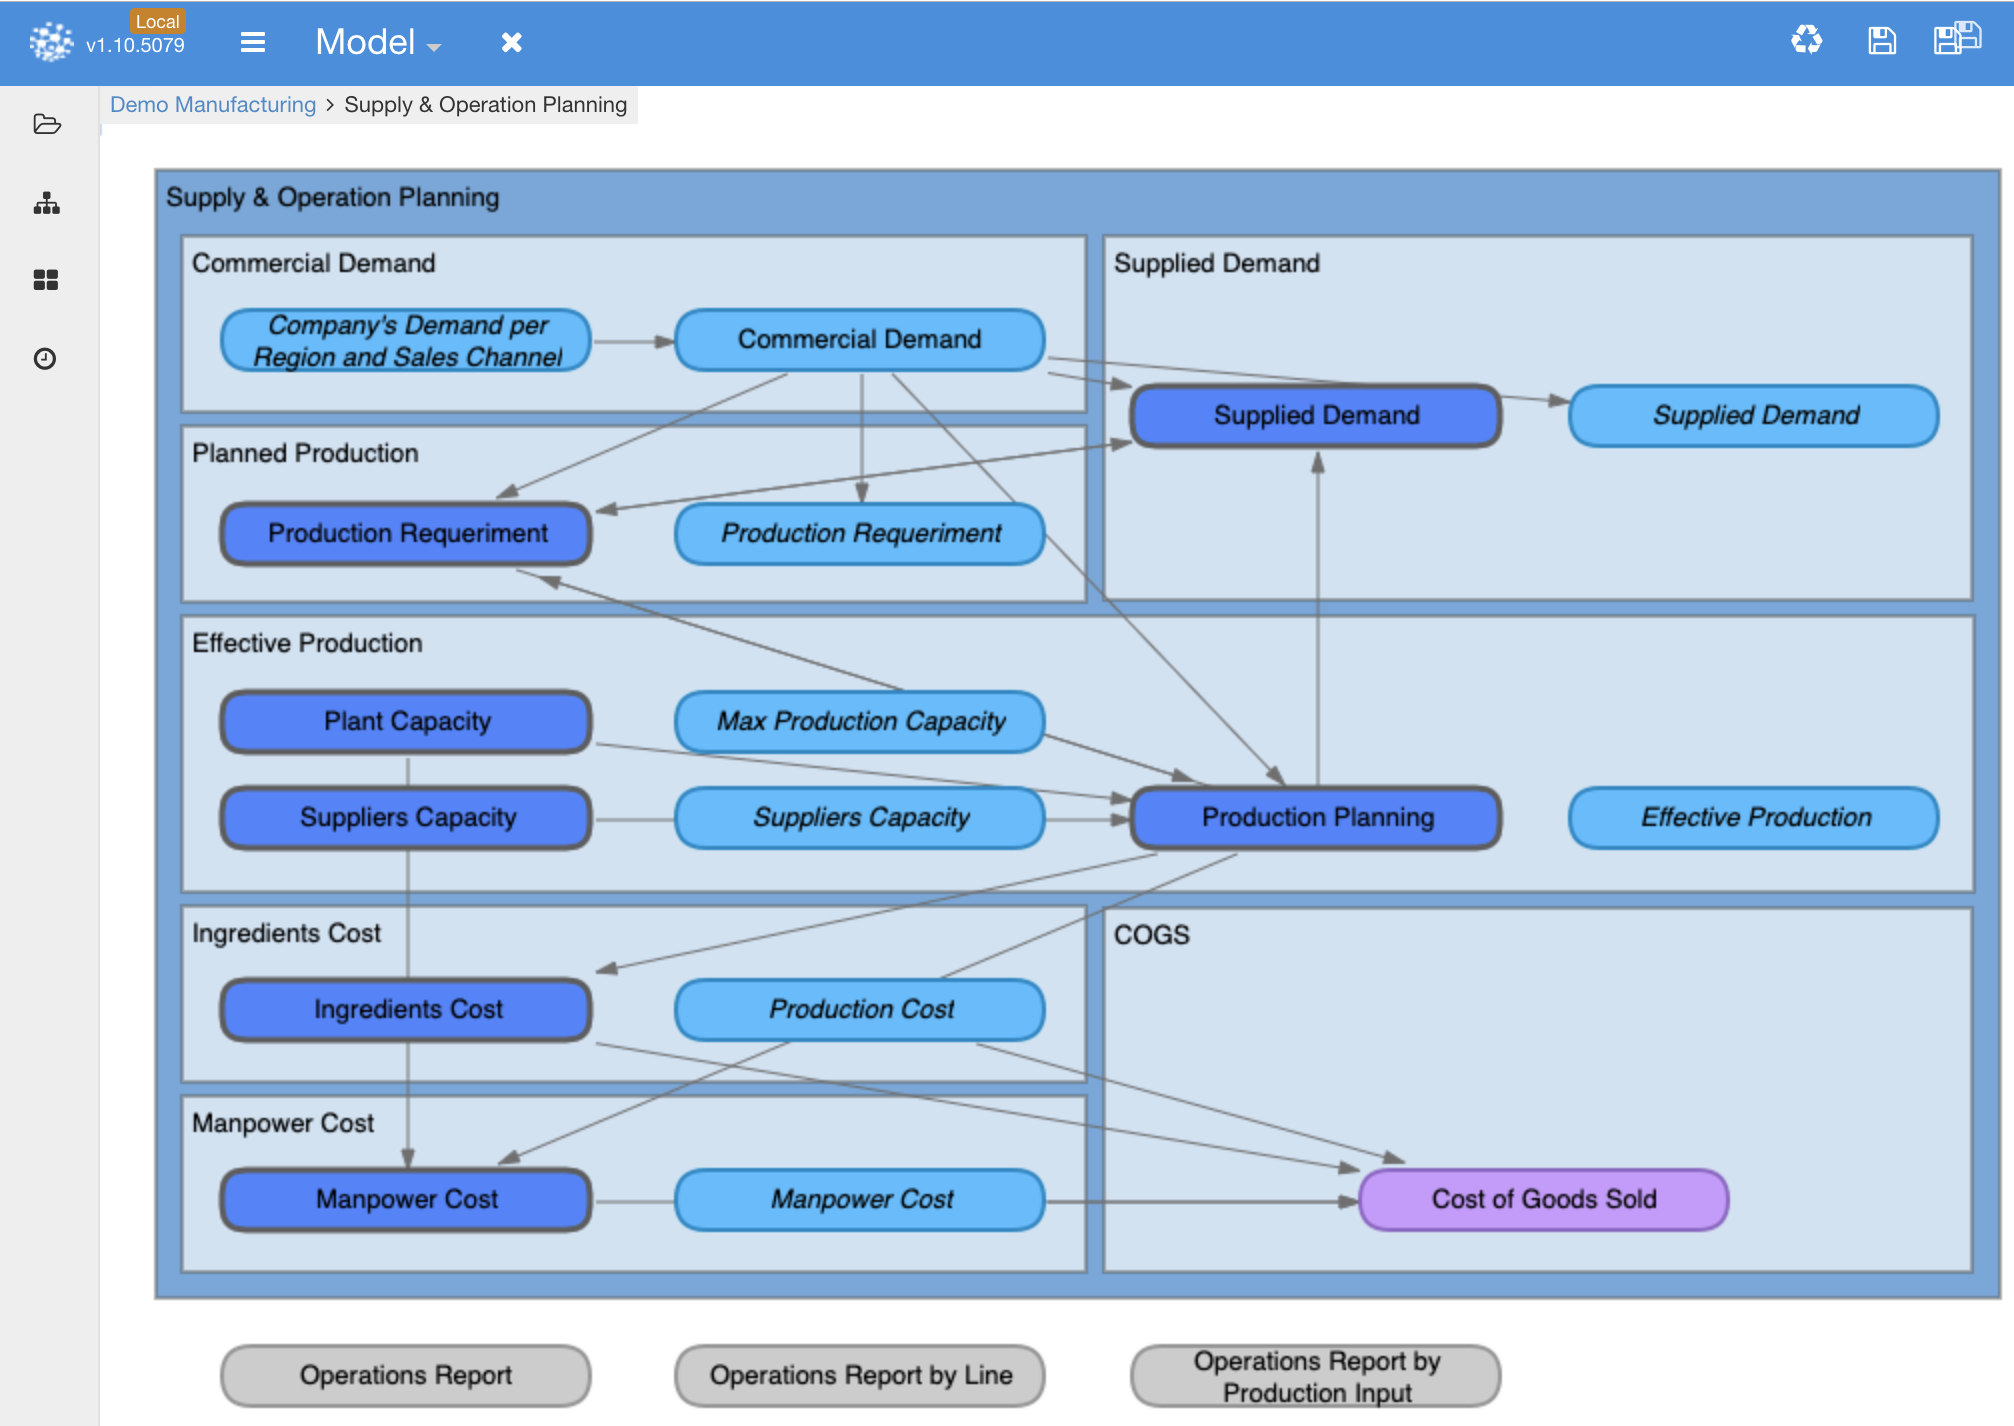 Local
v1.10.5079
Model
Demo Manufacturing > Supply & Operation Planning
Supply & Operation Planning
Commercial Demand
Company's Demand per
Region and Sales Channel
Commercial Demand
Supplied Demand
Supplied Demand
Supplied Demand
Planned Production
Production Requeriment
Production Requeriment
Effective Production
Plant Capacity
Max Production Capacity
Suppliers Capacity
Suppliers Capacity
Production Planning
Effective Production
Ingredients Cost
Ingredients Cost
Production Cost
COGS
Manpower Cost
Manpower Cost
Manpower Cost
Cost of Goods Sold
Operations Report
Operations Report by Line
Operations Report by
Production Input